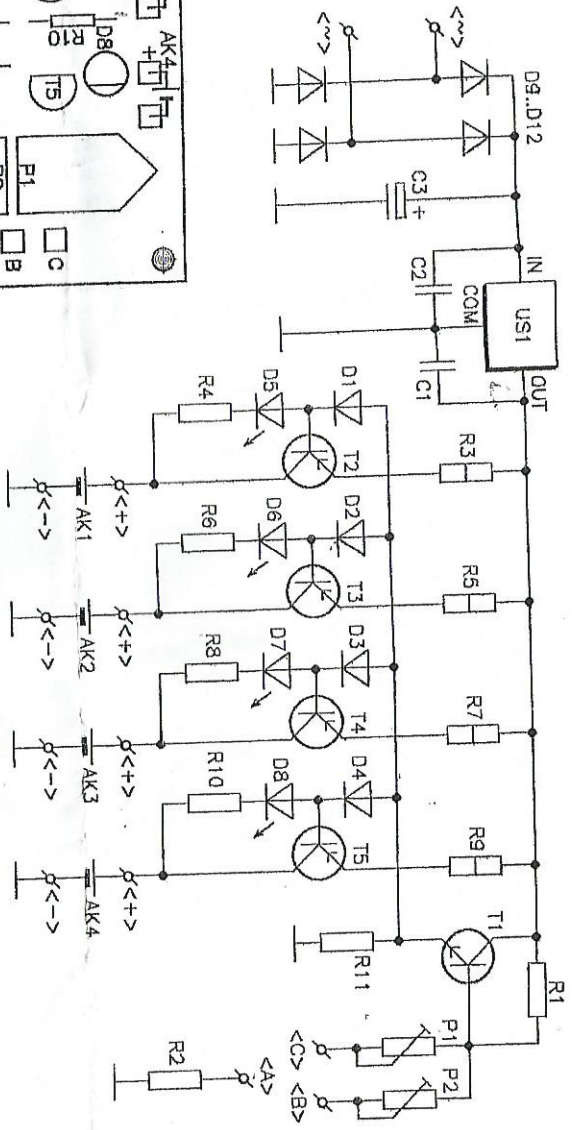 <~>
<~>
D9..D12
C3
+
IN
US1
OUT
COM
C2
C1
R3
R5
R7
R9
T1
R1
D1
T2
D5
R4
D2
T3
D6
R6
D3
T4
D7
R8
D4
T5
D8
R10
R11
P1
P2
<C>
<B>
<A>
R2
<+>
AK1
<->
<+>
AK2
<->
<+>
AK3
<->
<+>
AK4
<->
AK4
+
D8
R10
T5
P1
C
B